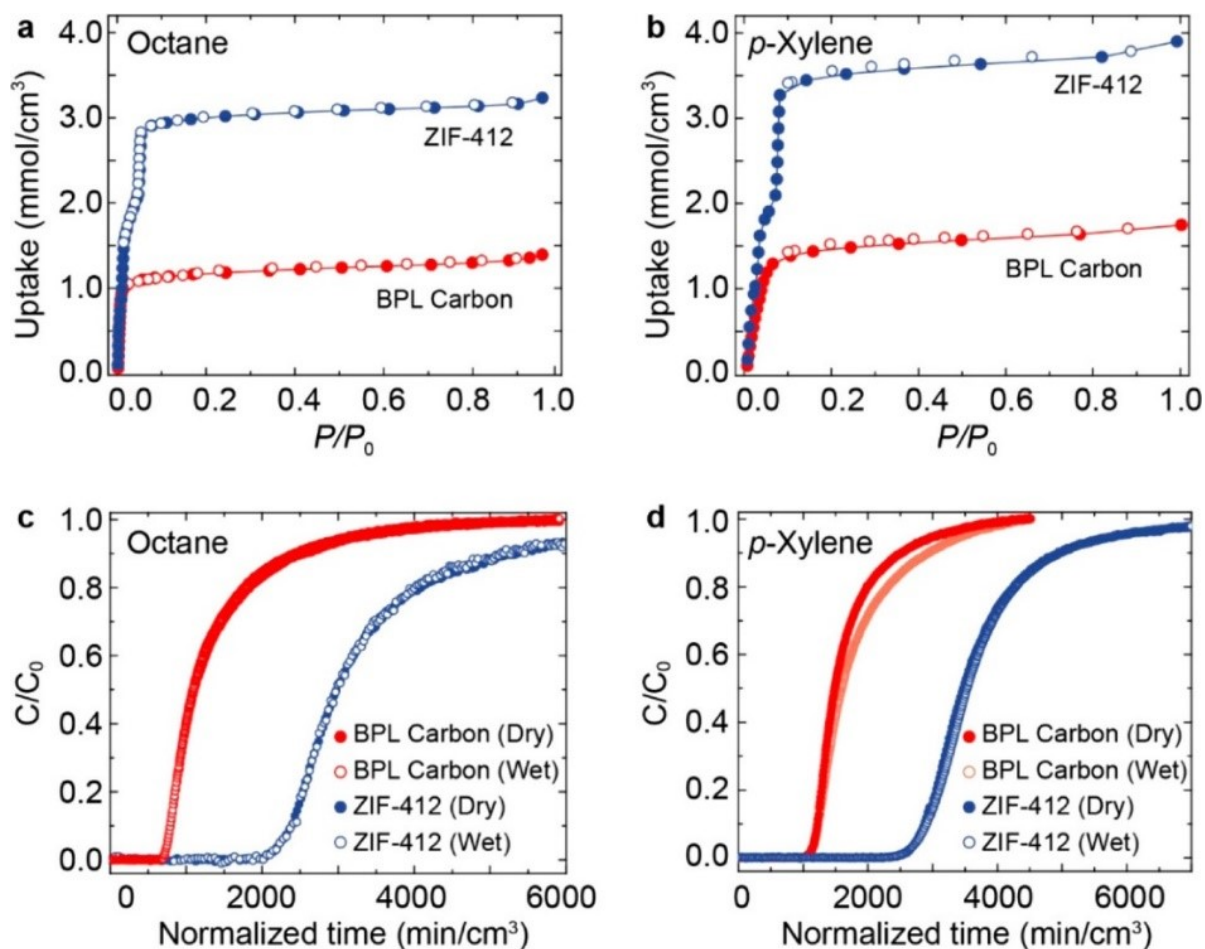 a
Octane
4.0
3.0
2.0
1.0
0.0
Uptake (mmol/cm³)
ZIF-412
BPL Carbon
0.0 0.2 0.4 0.6 0.8 1.0
P/P₀
b
p-Xylene
4.0
3.0
2.0
1.0
0.0
Uptake (mmol/cm³)
ZIF-412
BPL Carbon
0.0 0.2 0.4 0.6 0.8 1.0
P/P₀
c
Octane
1.0
0.8
0.6
0.4
0.2
0.0
C/C₀
BPL Carbon (Dry)
BPL Carbon (Wet)
ZIF-412 (Dry)
ZIF-412 (Wet)
0 2000 4000 6000
Normalized time (min/cm³)
d
p-Xylene
1.0
0.8
0.6
0.4
0.2
0.0
C/C₀
BPL Carbon (Dry)
BPL Carbon (Wet)
ZIF-412 (Dry)
ZIF-412 (Wet)
0 2000 4000 6000
Normalized time (min/cm³)